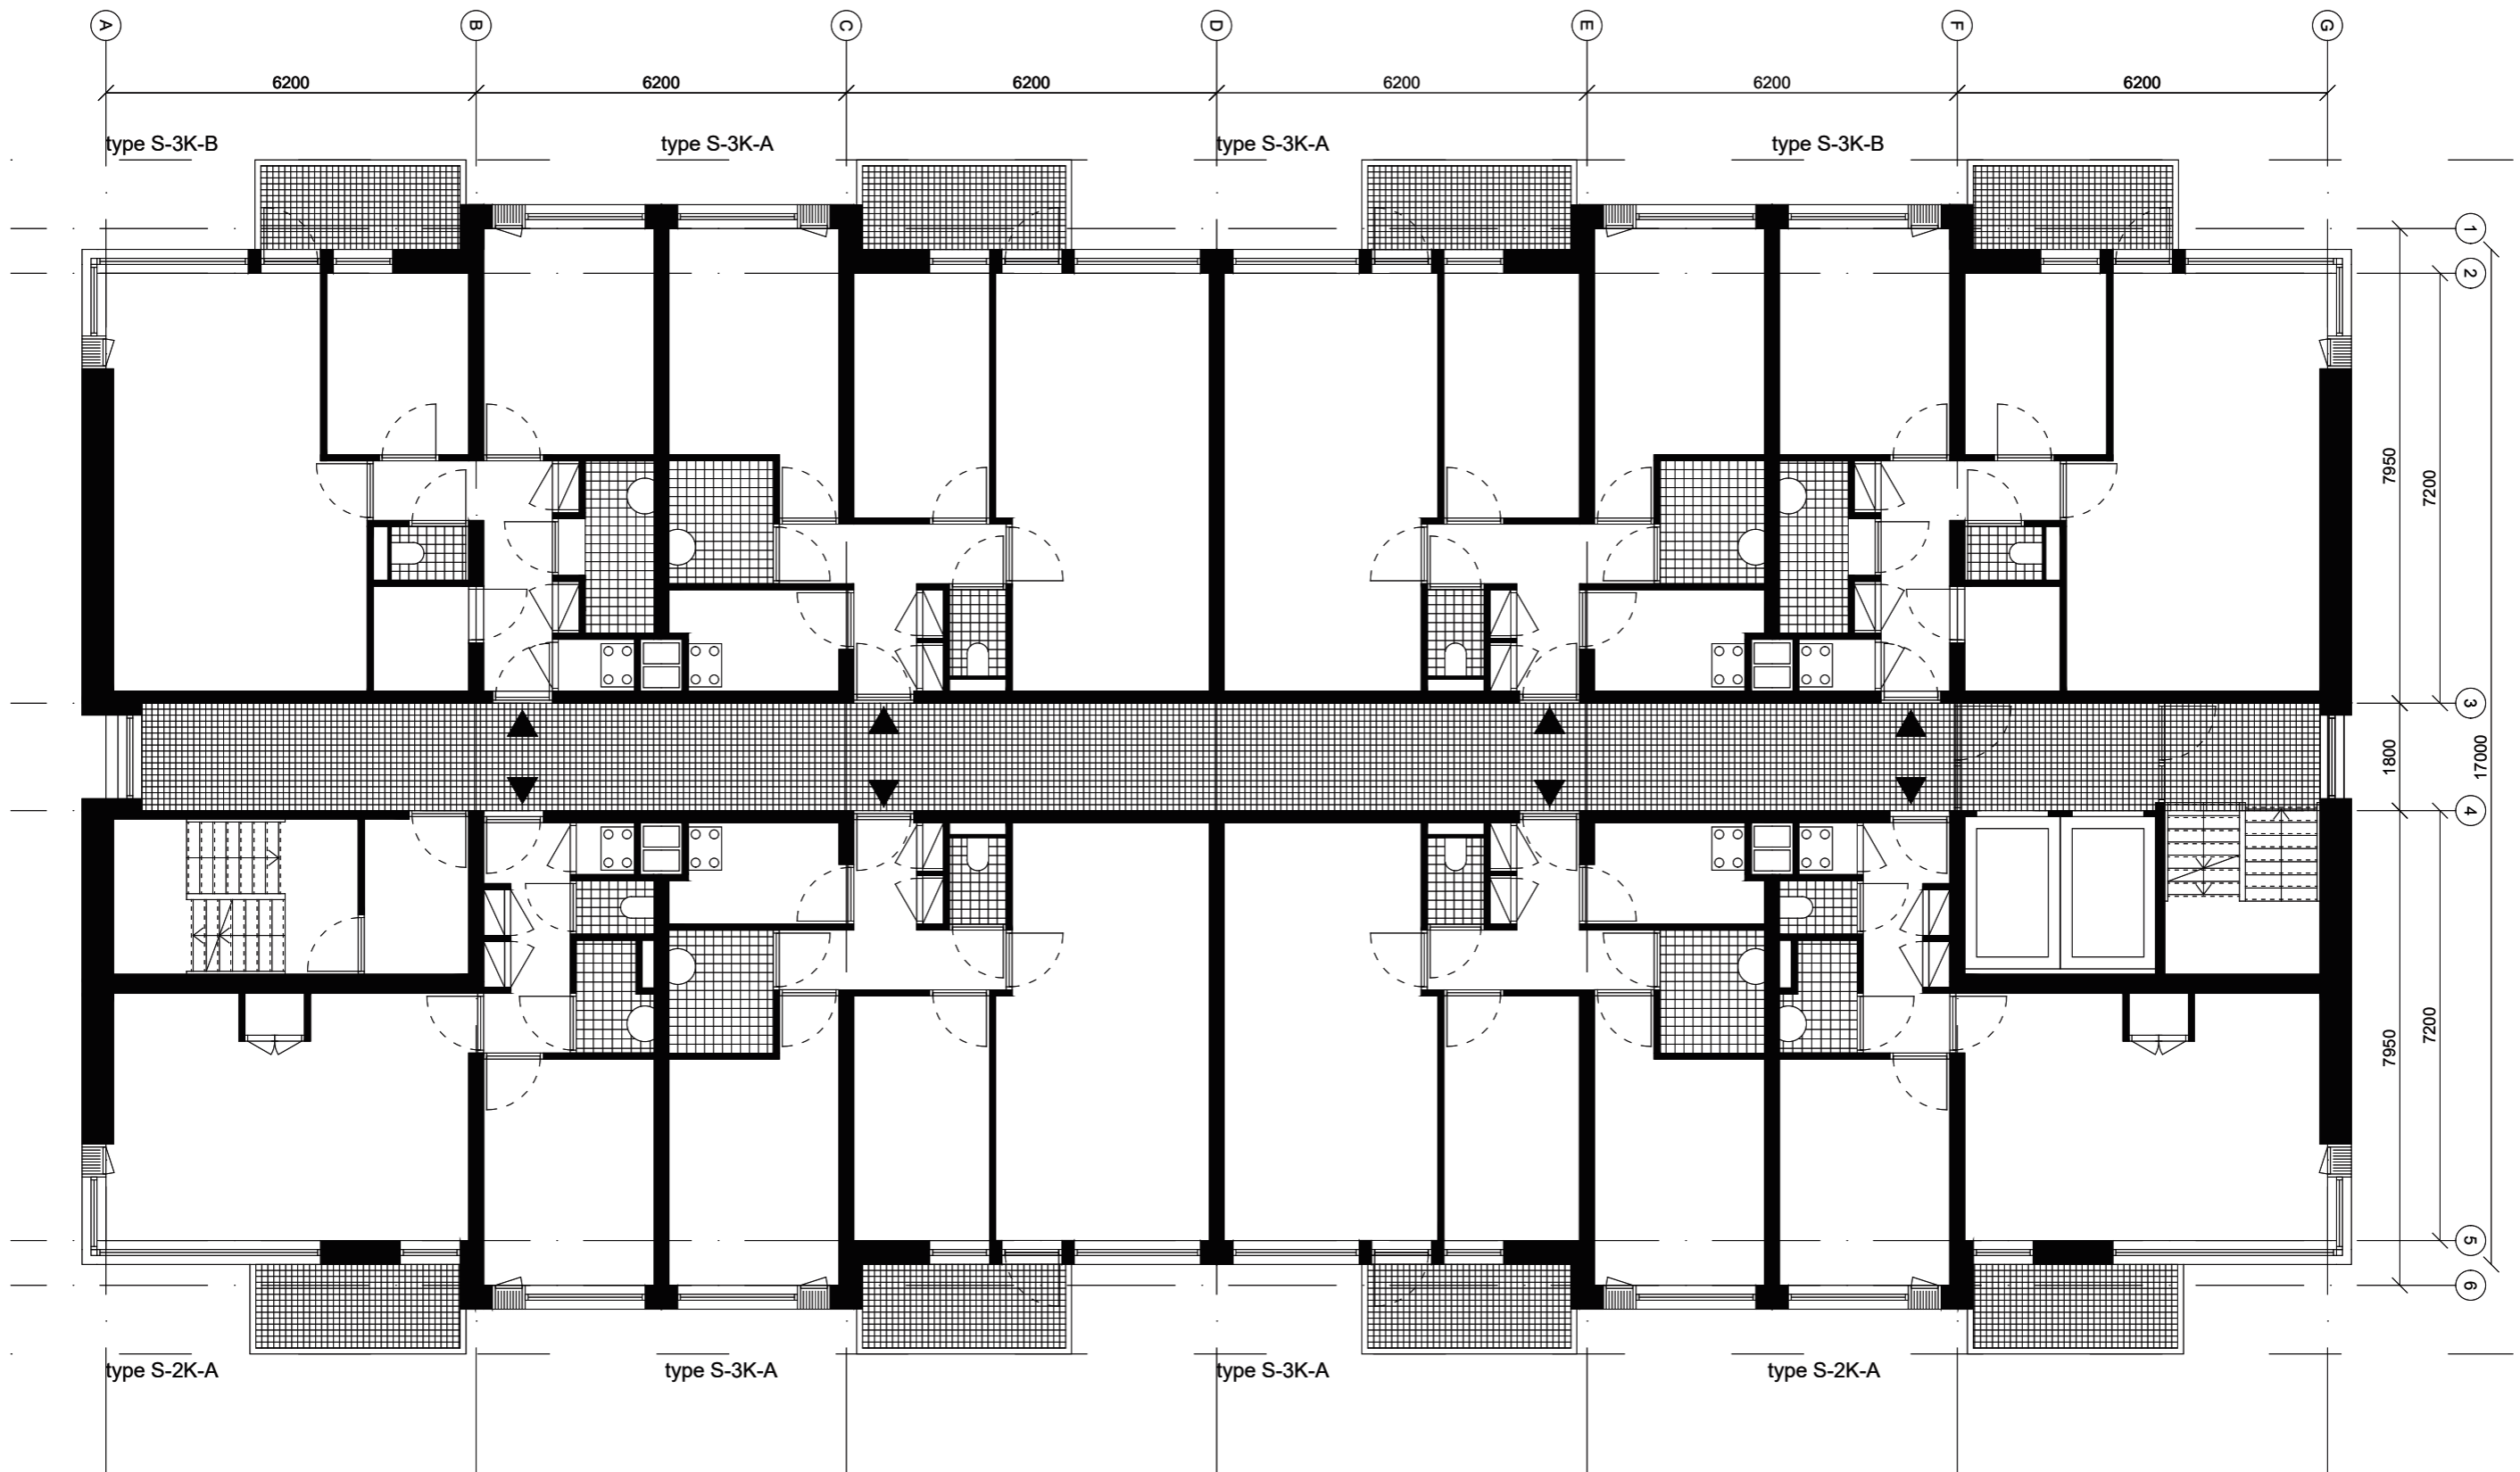 A B C D E F G
6200 6200 6200 6200 6200 6200
type S-3K-B type S-3K-A type S-3K-A type S-3K-B
1
2
7950 7200
3
1800 17000
4
7950 7200
5
6
type S-2K-A type S-3K-A type S-3K-A type S-2K-A